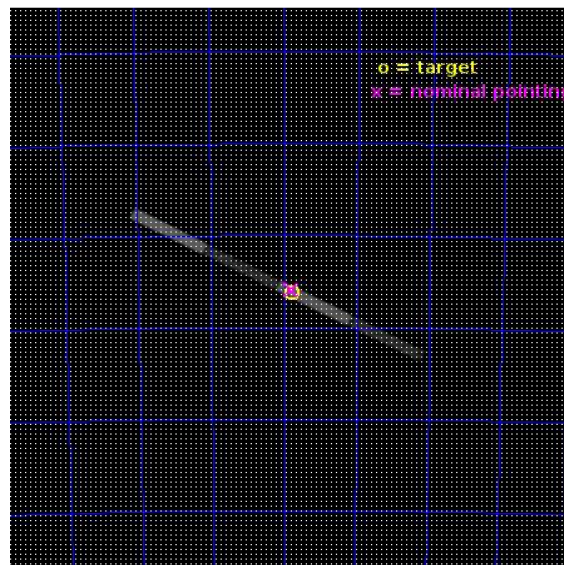 o = target
x = nominal pointing